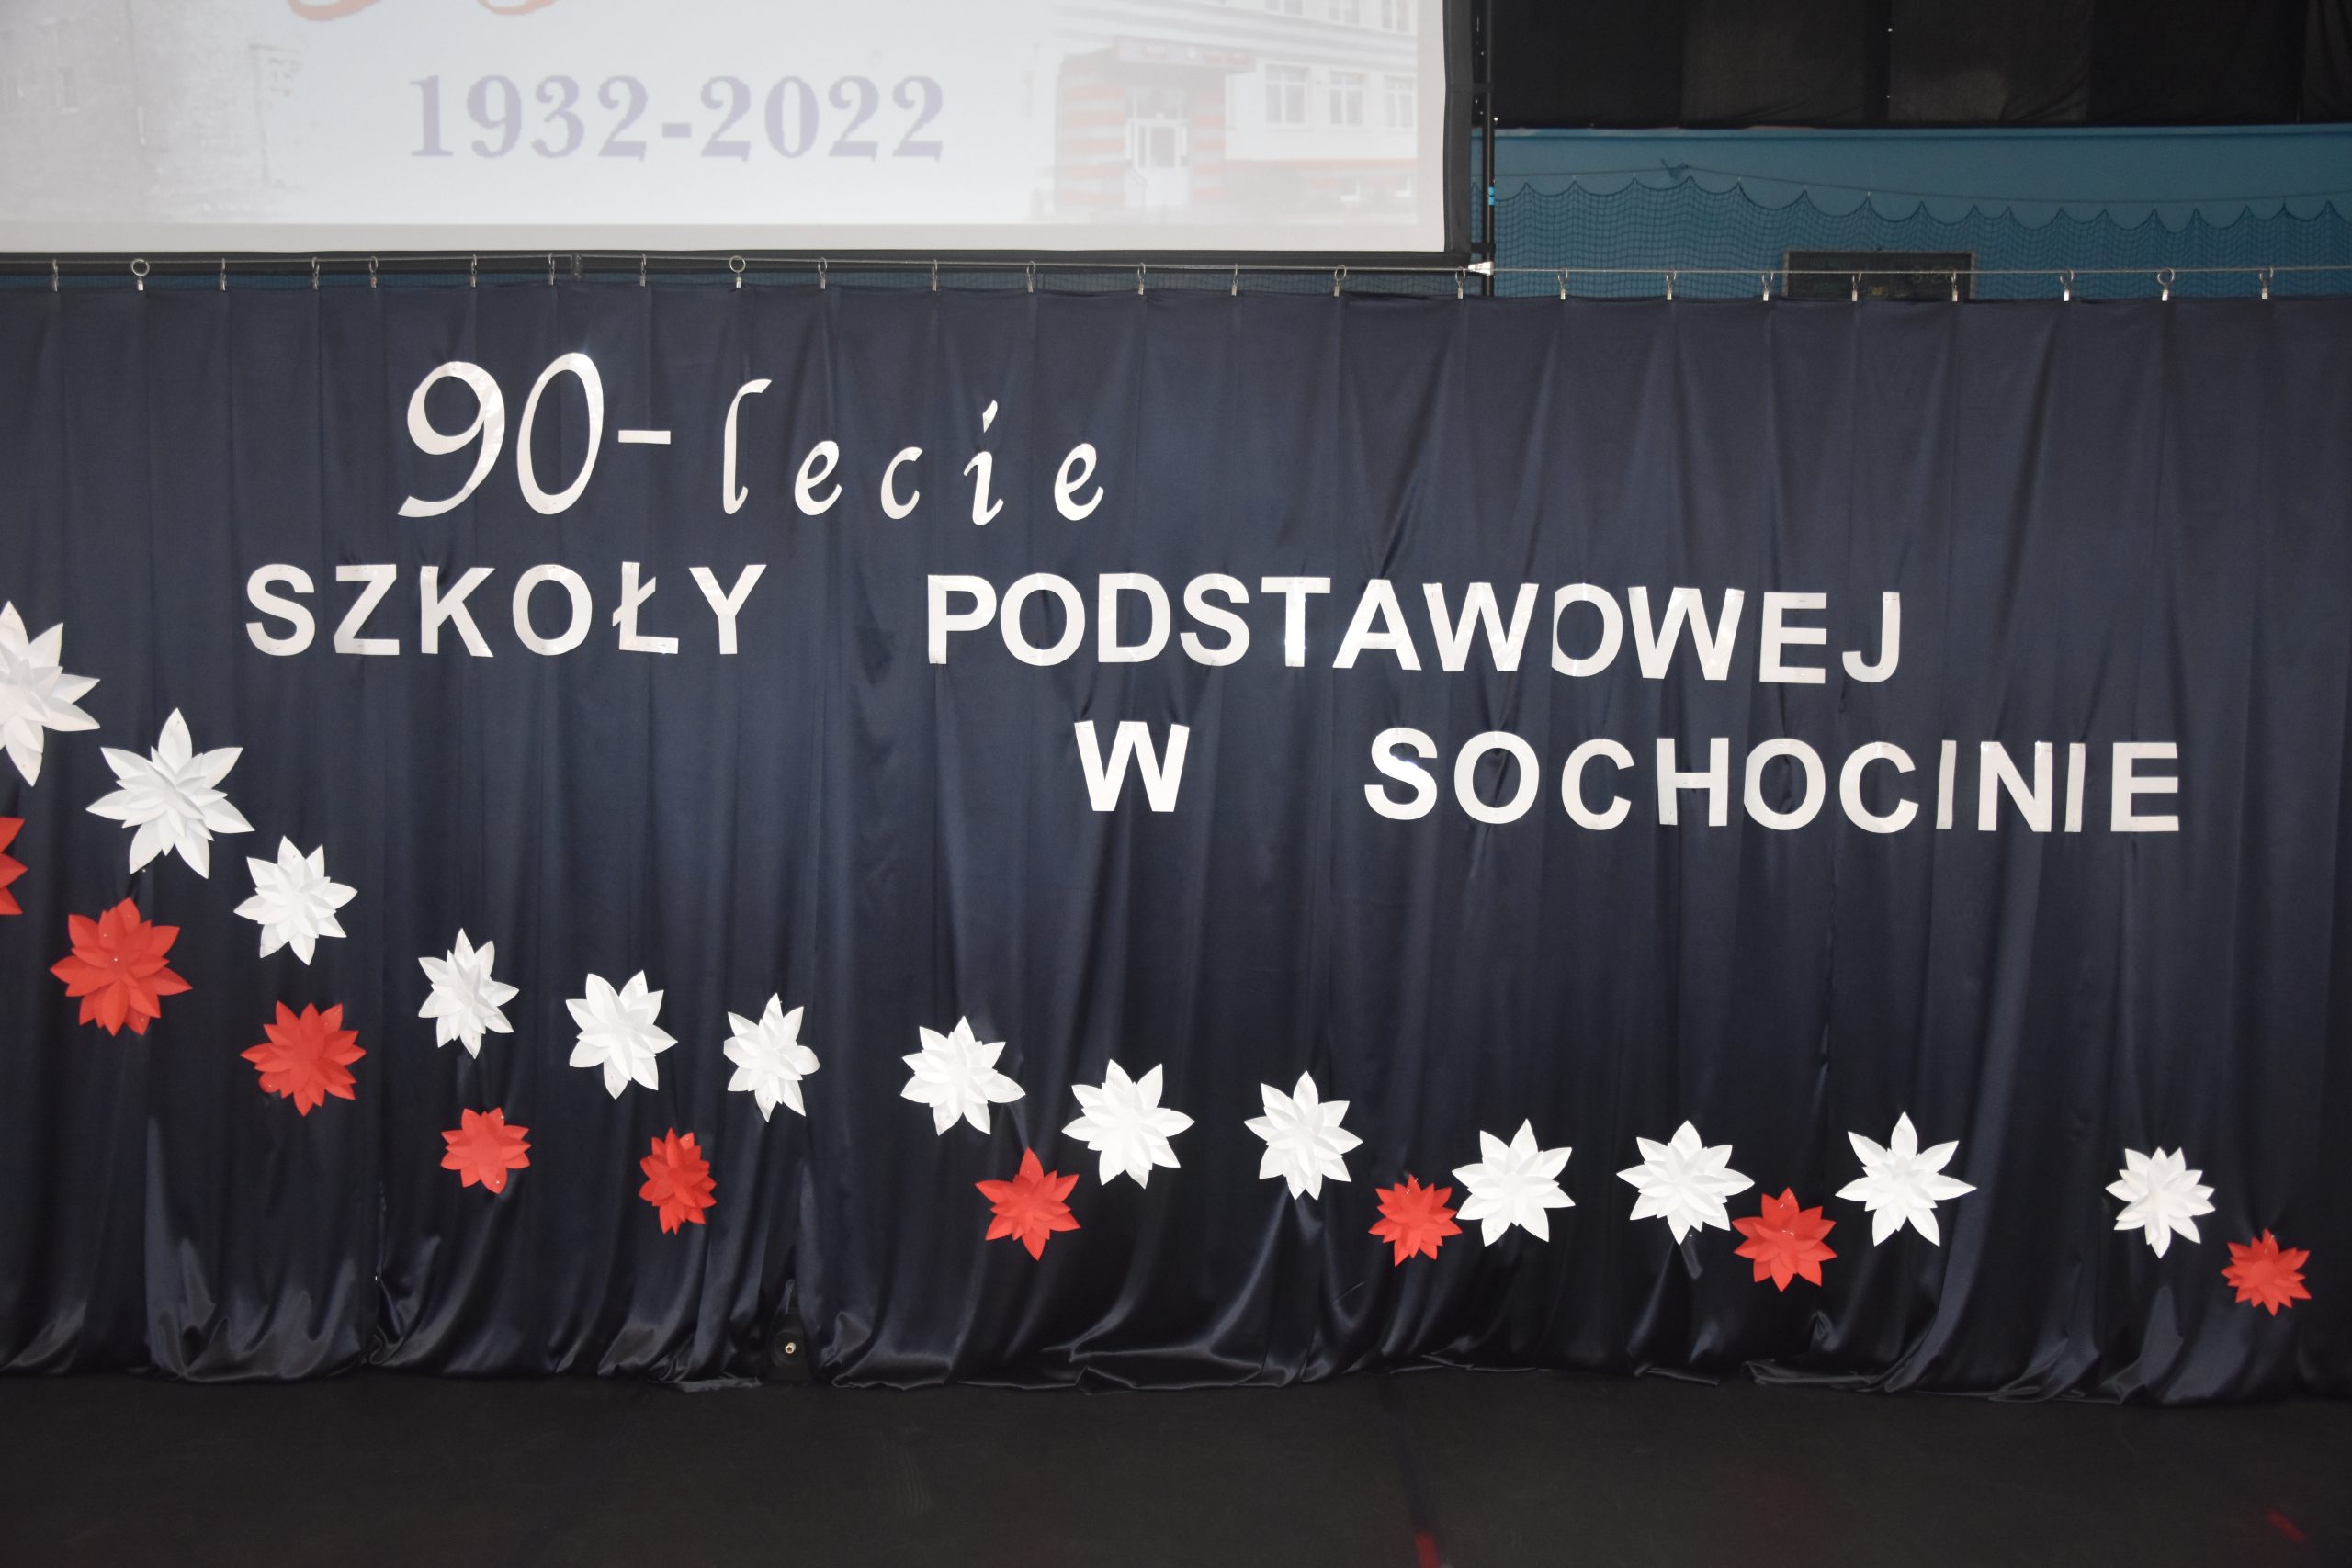 1932-2022
90-lecie
SZKOŁY PODSTAWOWEJ
W SOCHOCINIE